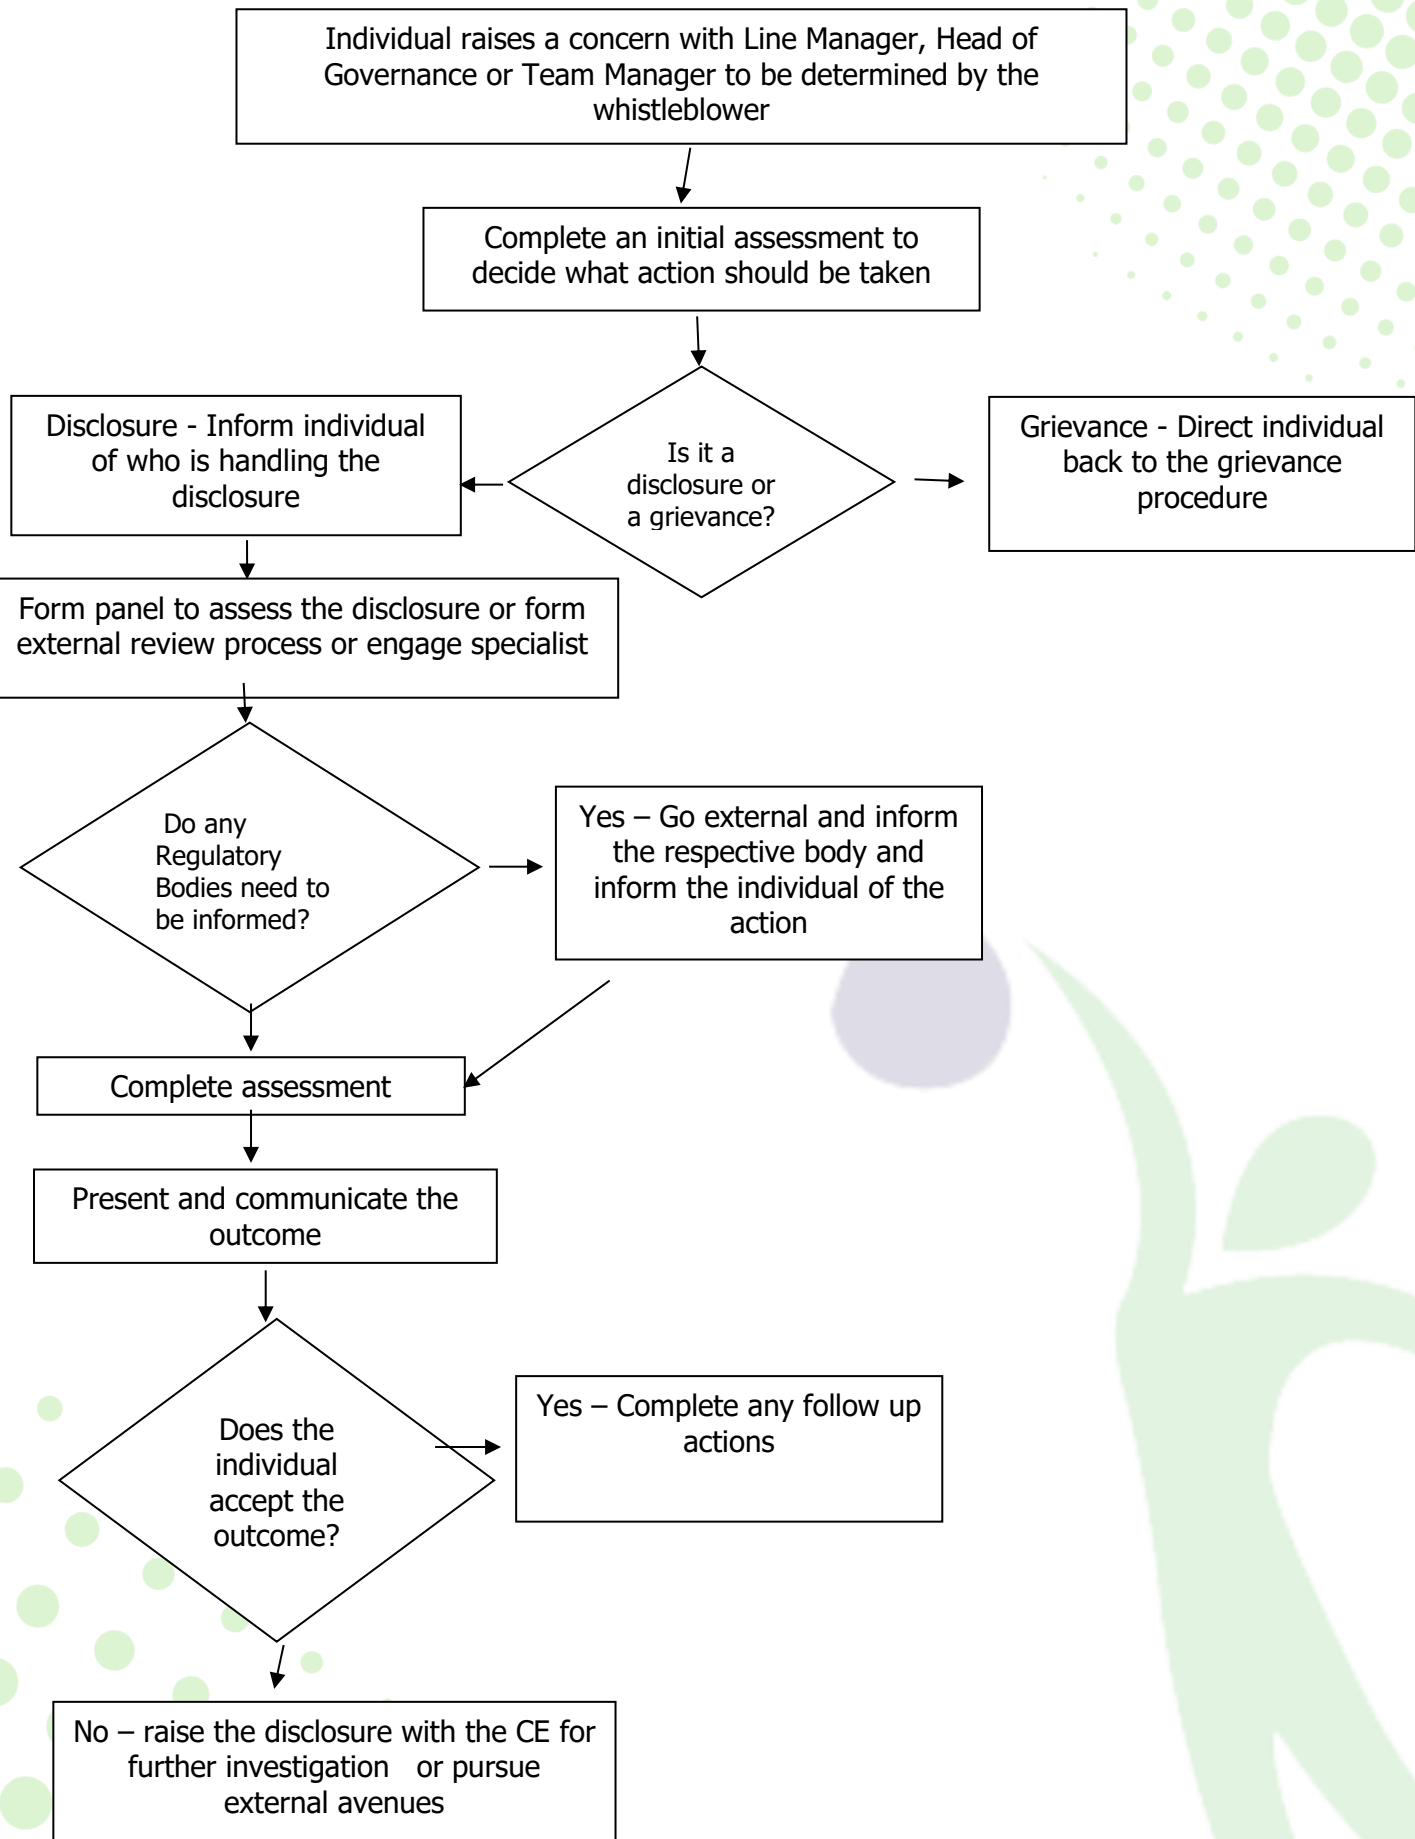 Individual raises a concern with Line Manager, Head of
Governance or Team Manager to be determined by the
whistleblower
Complete an initial assessment to
decide what action should be taken
Disclosure - Inform individual
of who is handling the
disclosure
Is it a
disclosure or
a grievance?
Grievance - Direct individual
back to the grievance
procedure
Form panel to assess the disclosure or form
external review process or engage specialist
Do any
Regulatory
Bodies need to
be informed?
Yes – Go external and inform
the respective body and
inform the individual of the
action
Complete assessment
Present and communicate the
outcome
Does the
individual
accept the
outcome?
Yes – Complete any follow up
actions
No – raise the disclosure with the CE for
further investigation or pursue
external avenues